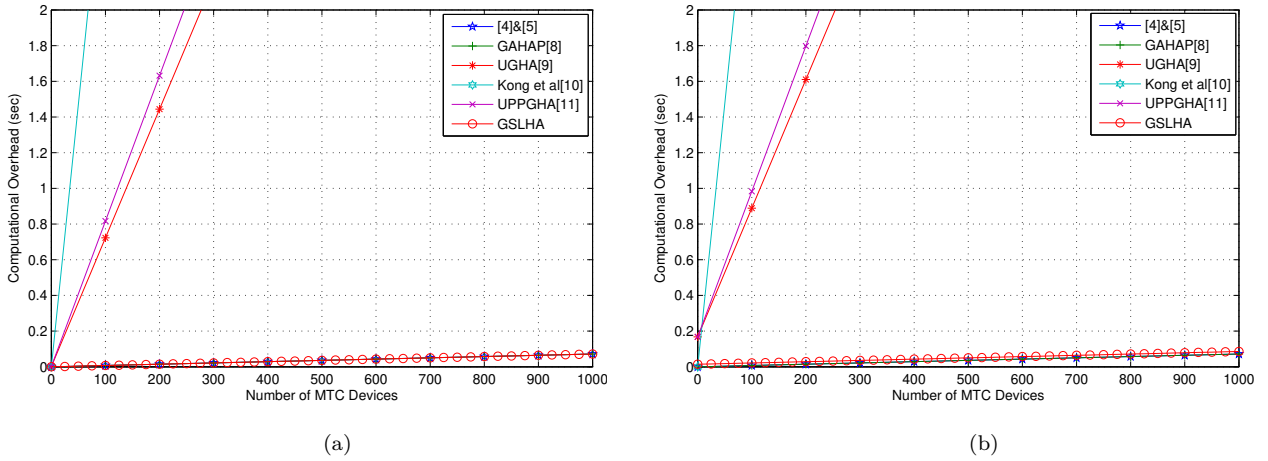 2
1.8
1.6
1.4
1.2
1
0.8
0.6
0.4
0.2
0
Computational Overhead (sec)
0 100 200 300 400 500 600 700 800 900 1000
Number of MTC Devices
[4]&[5]
GAHAP[8]
UGHA[9]
Kong et al[10]
UPPGHA[11]
GSLHA
(a)
2
1.8
1.6
1.4
1.2
1
0.8
0.6
0.4
0.2
0
Computational Overhead (sec)
0 100 200 300 400 500 600 700 800 900 1000
Number of MTC Devices
[4]&[5]
GAHAP[8]
UGHA[9]
Kong et al[10]
UPPGHA[11]
GSLHA
(b)